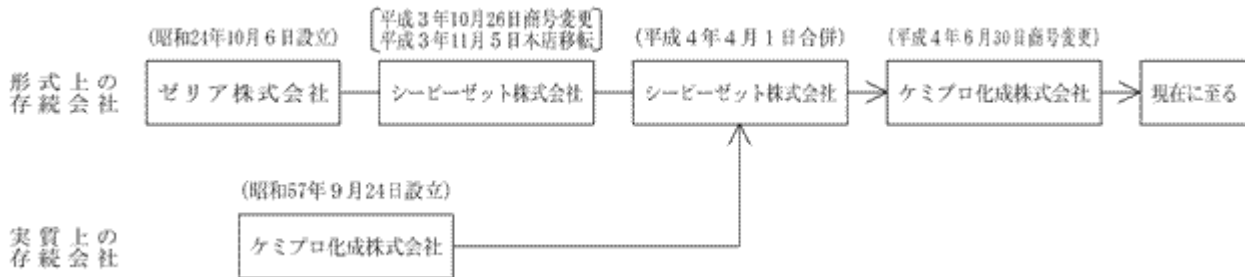 (昭和24年10月6日設立)
平成3年10月26日商号変更
平成3年11月5日本店移転
(平成4年4月1日合併)
(平成4年6月30日商号変更)
形式上の
存続会社
ゼリア株式会社
シービーゼット株式会社
シービーゼット株式会社
ケミプロ化成株式会社
現在に至る
(昭和57年9月24日設立)
実質上の
存続会社
ケミプロ化成株式会社